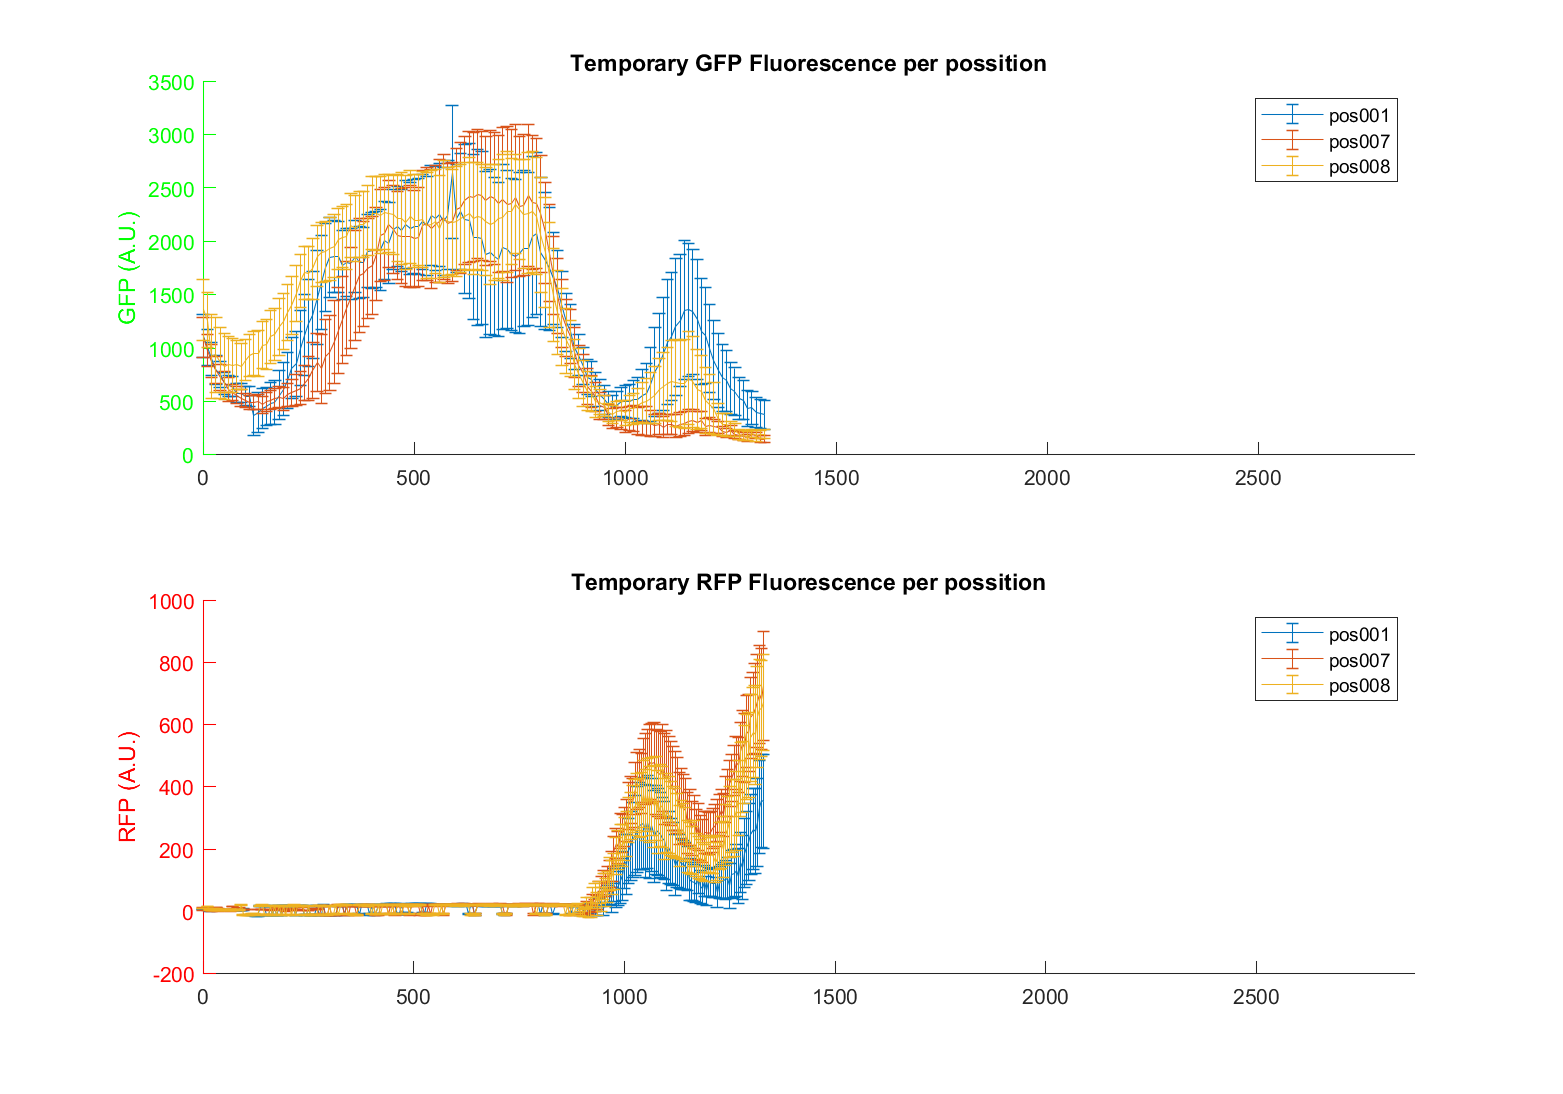 Temporary GFP Fluorescence per possition
GFP (A.U.)
3500
3000
2500
2000
1500
1000
500
0
0 500 1000 1500 2000 2500
pos001
pos007
pos008
Temporary RFP Fluorescence per possition
RFP (A.U.)
1000
800
600
400
200
0
-200
0 500 1000 1500 2000 2500
pos001
pos007
pos008